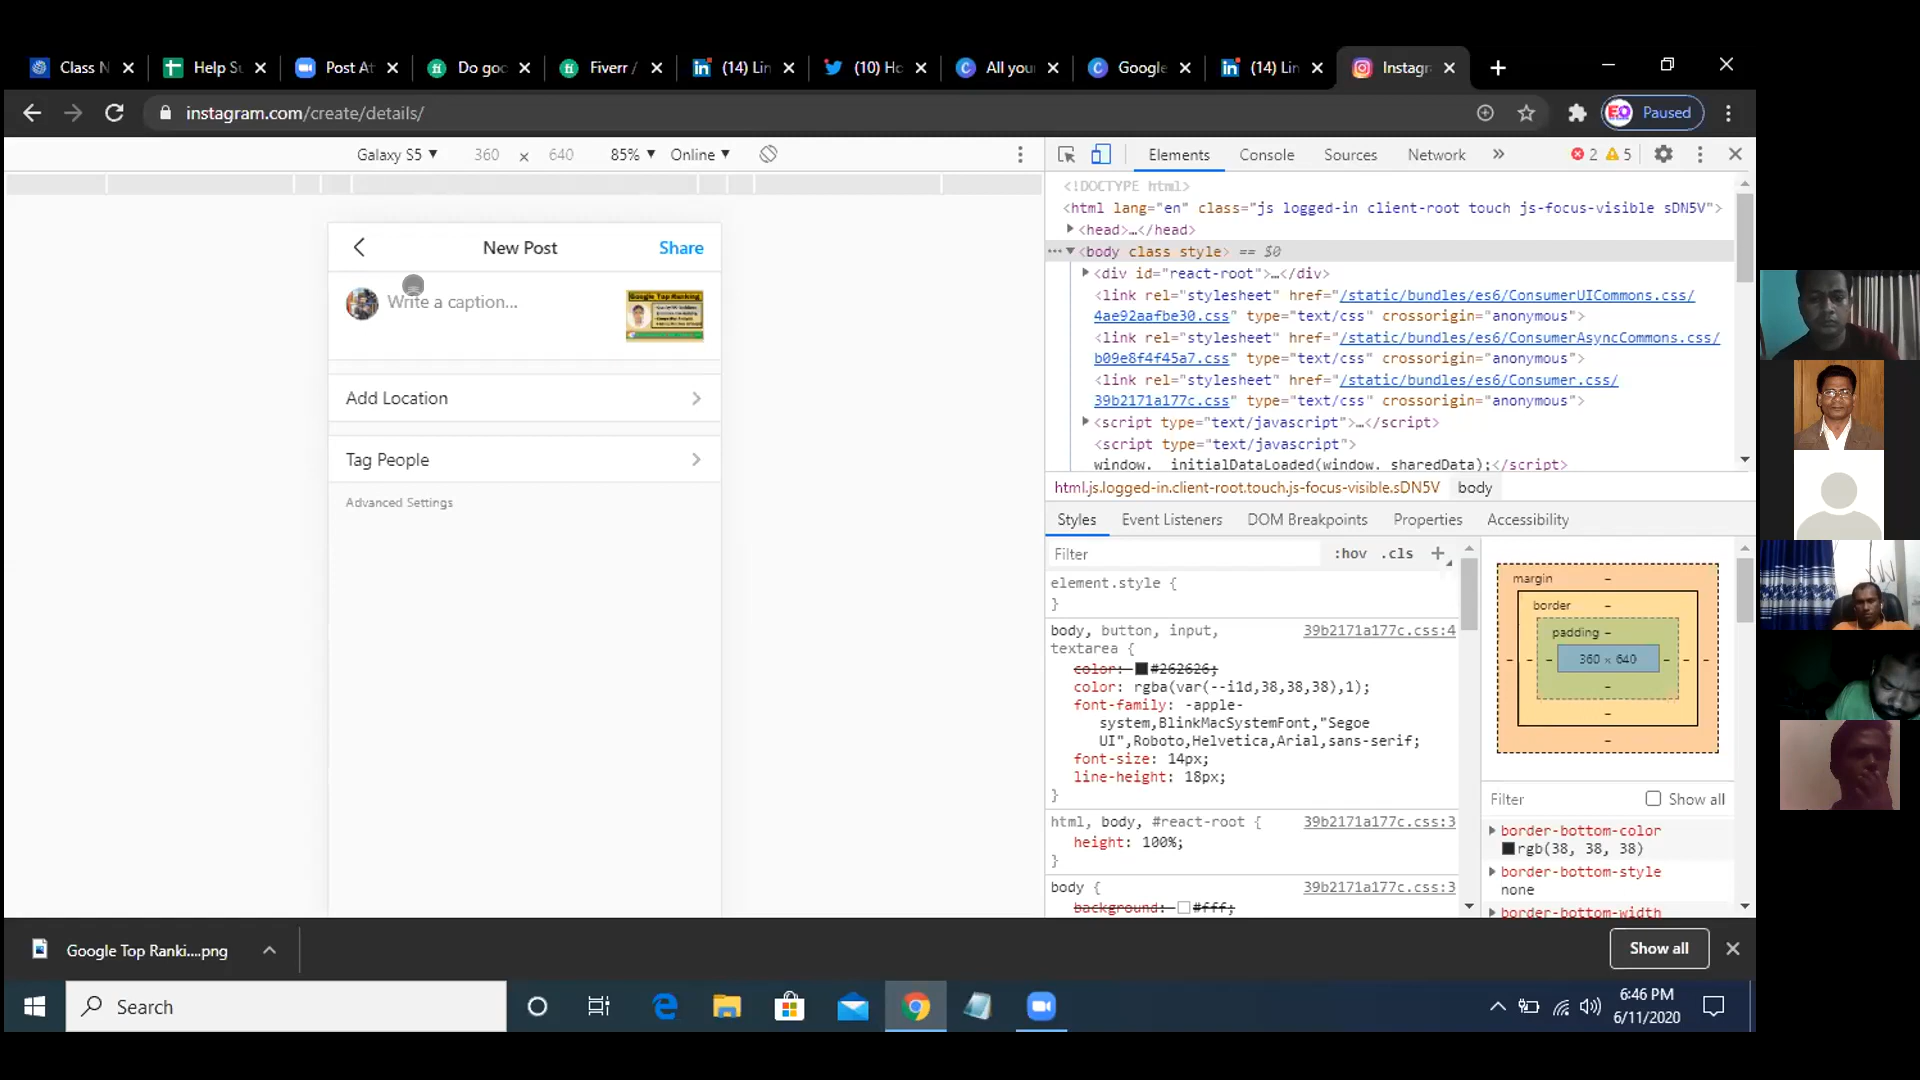 Class N
Help Su
Post At
Do goo
Fiverr /
(14) Lin
(10) Ho
All you
Google
(14) Lin
Instagr
instagram.com/create/details/
Paused
Galaxy S5 ▼ 360 x 640 85% ▼ Online ▼
Elements Console Sources Network » 2 5
New Post
Share
Write a caption...
Google Top Ranking
Add Location
Tag People
Advanced Settings
<!DOCTYPE html>
<html lang="en" class="js logged-in client-root touch js-focus-visible sDN5V">
<head>…</head>
<body class style> == $0
<div id="react-root">…</div>
<link rel="stylesheet" href="/static/bundles/es6/ConsumerUICommons.css/
4ae92aafbe30.css" type="text/css" crossorigin="anonymous">
<link rel="stylesheet" href="/static/bundles/es6/ConsumerAsyncCommons.css/
b09e8f4f45a7.css" type="text/css" crossorigin="anonymous">
<link rel="stylesheet" href="/static/bundles/es6/Consumer.css/
39b2171a177c.css" type="text/css" crossorigin="anonymous">
<script type="text/javascript">…</script>
<script type="text/javascript">
window.__initialDataLoaded(window._sharedData);</script>
html.js.logged-in.client-root.touch.js-focus-visible.sDN5V body
Styles Event Listeners DOM Breakpoints Properties Accessibility
Filter :hov .cls +
element.style {
}
body, button, input, 39b2171a177c.css:4
textarea {
color: #262626;
color: rgba(var(--i1d,38,38,38),1);
font-family: -apple-
system,BlinkMacSystemFont,"Segoe
UI",Roboto,Helvetica,Arial,sans-serif;
font-size: 14px;
line-height: 18px;
}
html, body, #react-root { 39b2171a177c.css:3
height: 100%;
}
body { 39b2171a177c.css:3
background: #fff;
margin –
border –
padding –
– – – 360 × 640 – – –
–
–
–
Filter Show all
border-bottom-color
rgb(38, 38, 38)
border-bottom-style
none
border-bottom-width
Google Top Ranki....png
Show all
Search
6:46 PM
6/11/2020